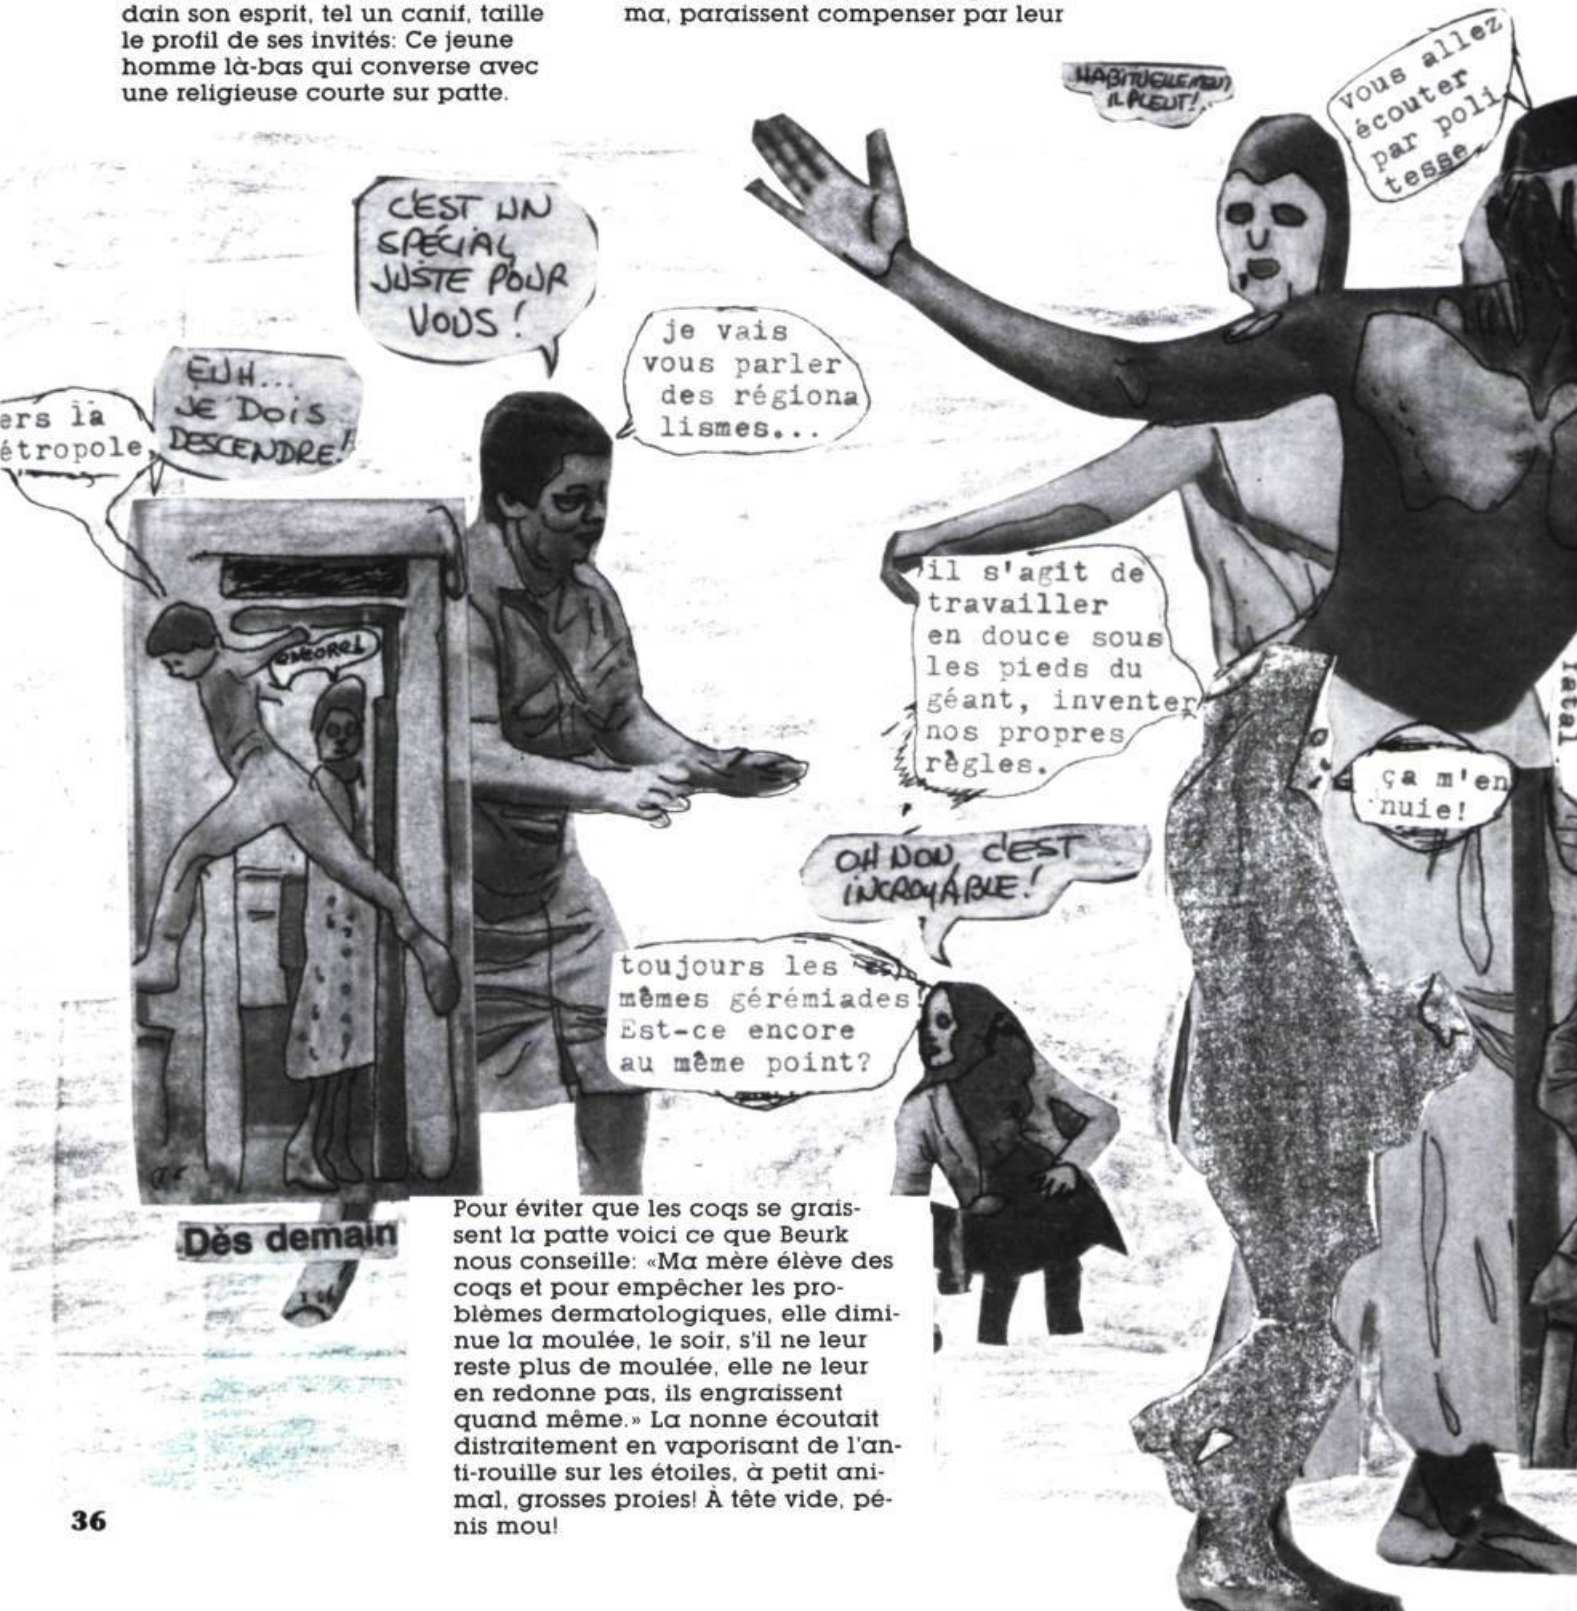 dain son esprit, tel un canif, taille
le profil de ses invités: Ce jeune
homme là-bas qui converse avec
une religieuse courte sur patte.
ma, paraissent compenser par leur
HABITUELLEMENT
IL PLEUT!
vous allez
écouter
par poli
tesse
C'EST UN
SPÉCIAL
JUSTE POUR
VOUS!
je vais
vous parler
des régiona
lismes...
EUH...
JE DOIS
DESCENDRE!
ers la
étropole
ENCORE!
il s'agit de
travailler
en douce sous
les pieds du
géant, inventer
nos propres
règles.
fatal
ça m'en
nuie!
OH NON, C'EST
INCROYABLE!
toujours les
mêmes gérémiades
Est-ce encore
au même point?
Dès demain
Pour éviter que les coqs se grais-
sent la patte voici ce que Beurk
nous conseille: «Ma mère élève des
coqs et pour empêcher les pro-
blèmes dermatologiques, elle dimi-
nue la moulée, le soir, s'il ne leur
reste plus de moulée, elle ne leur
en redonne pas, ils engraissent
quand même.» La nonne écoutait
distraitement en vaporisant de l'an-
ti-rouille sur les étoiles, à petit ani-
mal, grosses proies! À tête vide, pé-
nis mou!
36